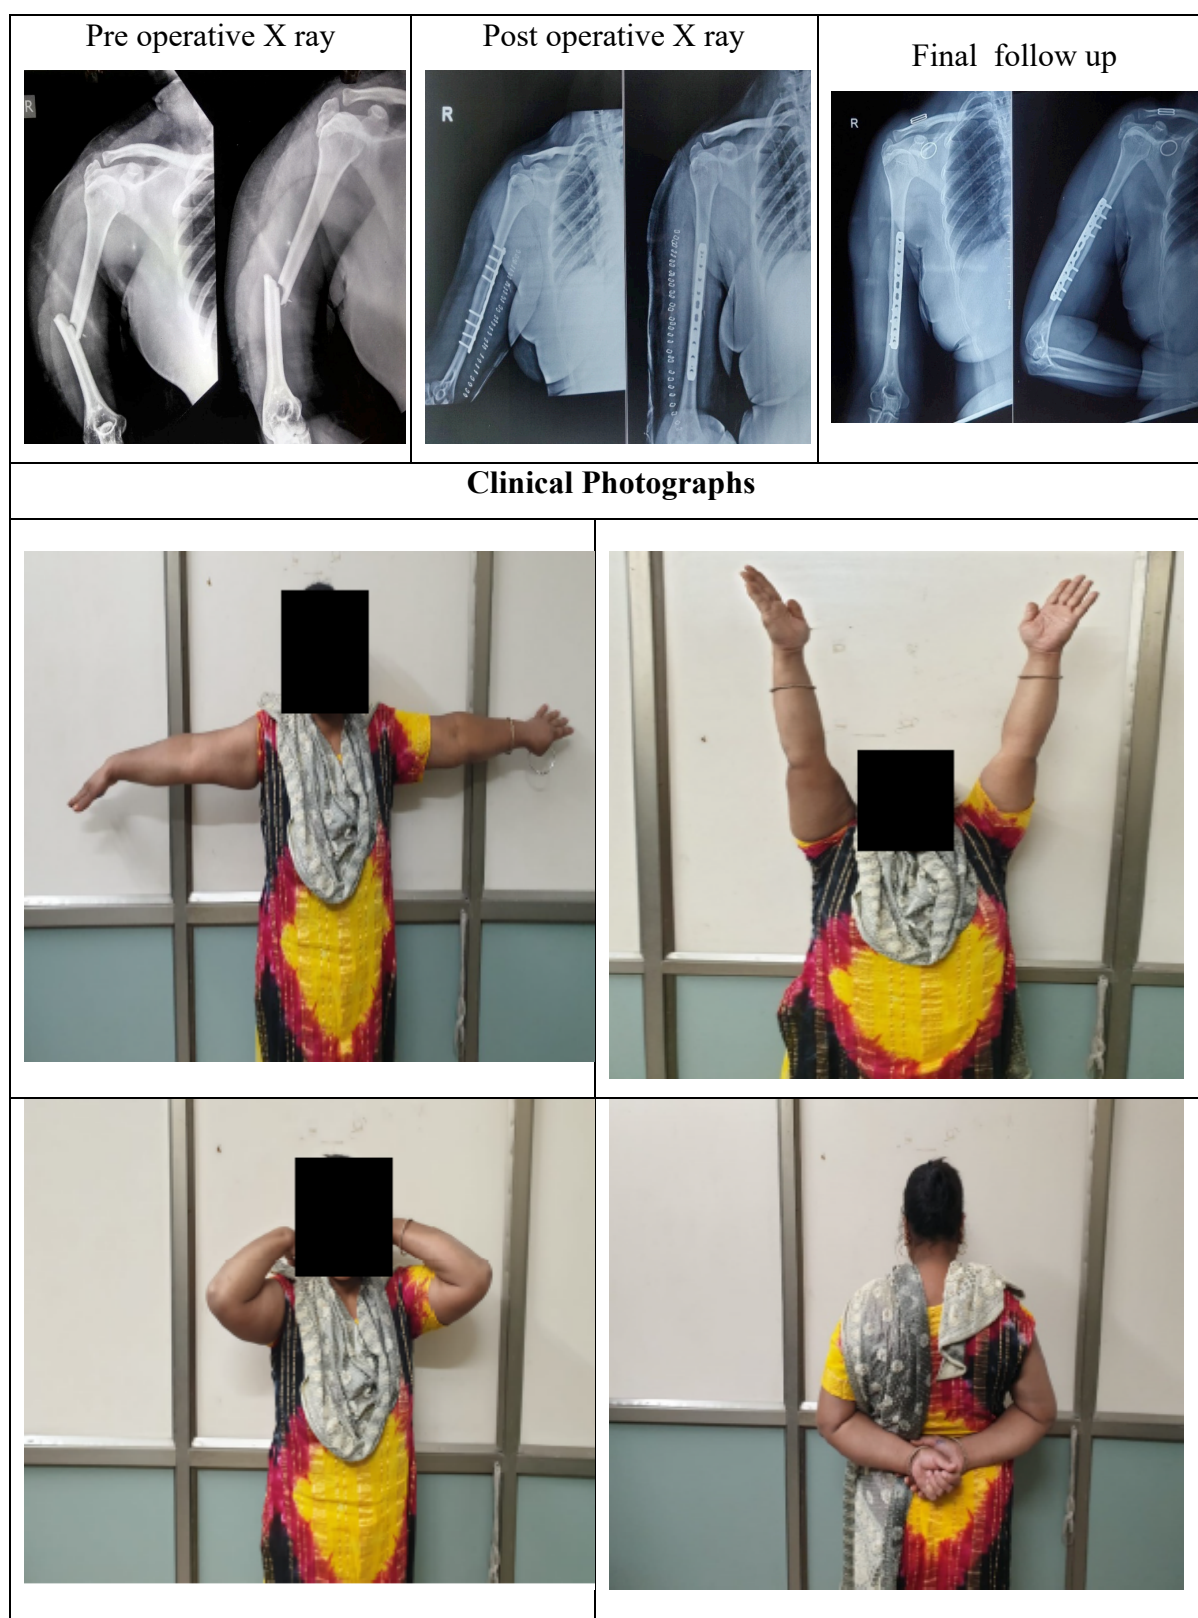 Pre operative X ray
Post operative X ray
Final follow up
R
R
R
Clinical Photographs